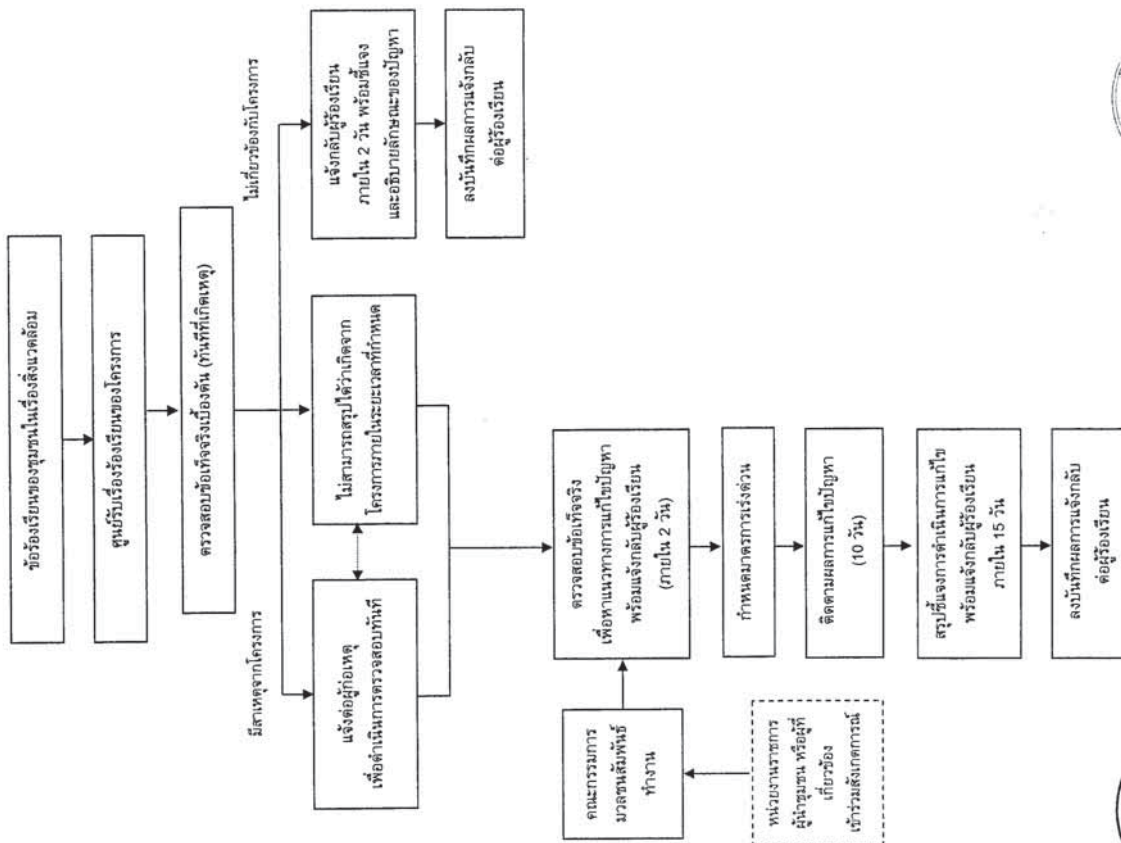 ข้อร้องเรียนของชุมชนในเรื่องสิ่งแวดล้อม
ศูนย์รับเรื่องร้องเรียนของโครงการ
ตรวจสอบข้อเท็จจริงเบื้องต้น (ทันทีที่เกิดเหตุ)
มีสาเหตุจากโครงการ
ไม่เกี่ยวข้องกับโครงการ
แจ้งต่อผู้ก่อเหตุ
เพื่อดำเนินการตรวจสอบทันที
ไม่สามารถสรุปได้ว่าเกิดจาก
โครงการภายในระยะเวลาที่กำหนด
แจ้งกลับผู้ร้องเรียน
ภายใน 2 วัน พร้อมชี้แจง
และอธิบายลักษณะของปัญหา
ลงบันทึกผลการแจ้งกลับ
ต่อผู้ร้องเรียน
คณะกรรมการ
มวลชนสัมพันธ์
ทำงาน
หน่วยงานราชการ
ผู้นำชุมชน หรือผู้ที่
เกี่ยวข้อง
เข้าร่วมสังเกตการณ์
ตรวจสอบข้อเท็จจริง
เพื่อหาแนวทางการแก้ไขปัญหา
พร้อมแจ้งกลับผู้ร้องเรียน
(ภายใน 2 วัน)
กำหนดมาตรการเร่งด่วน
ติดตามผลการแก้ไขปัญหา
(10 วัน)
สรุปชี้แจงการดำเนินการแก้ไข
พร้อมแจ้งกลับผู้ร้องเรียน
ภายใน 15 วัน
ลงบันทึกผลการแจ้งกลับ
ต่อผู้ร้องเรียน